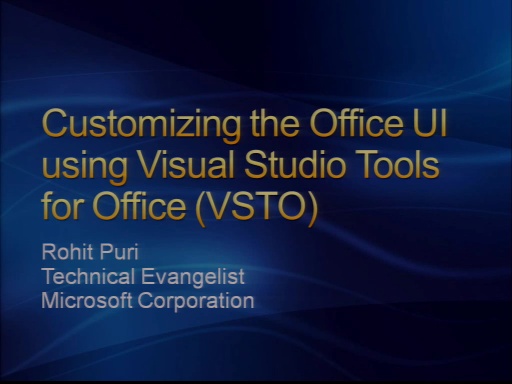 Customizing the Office UI
using Visual Studio Tools
for Office (VSTO)
Rohit Puri
Technical Evangelist
Microsoft Corporation